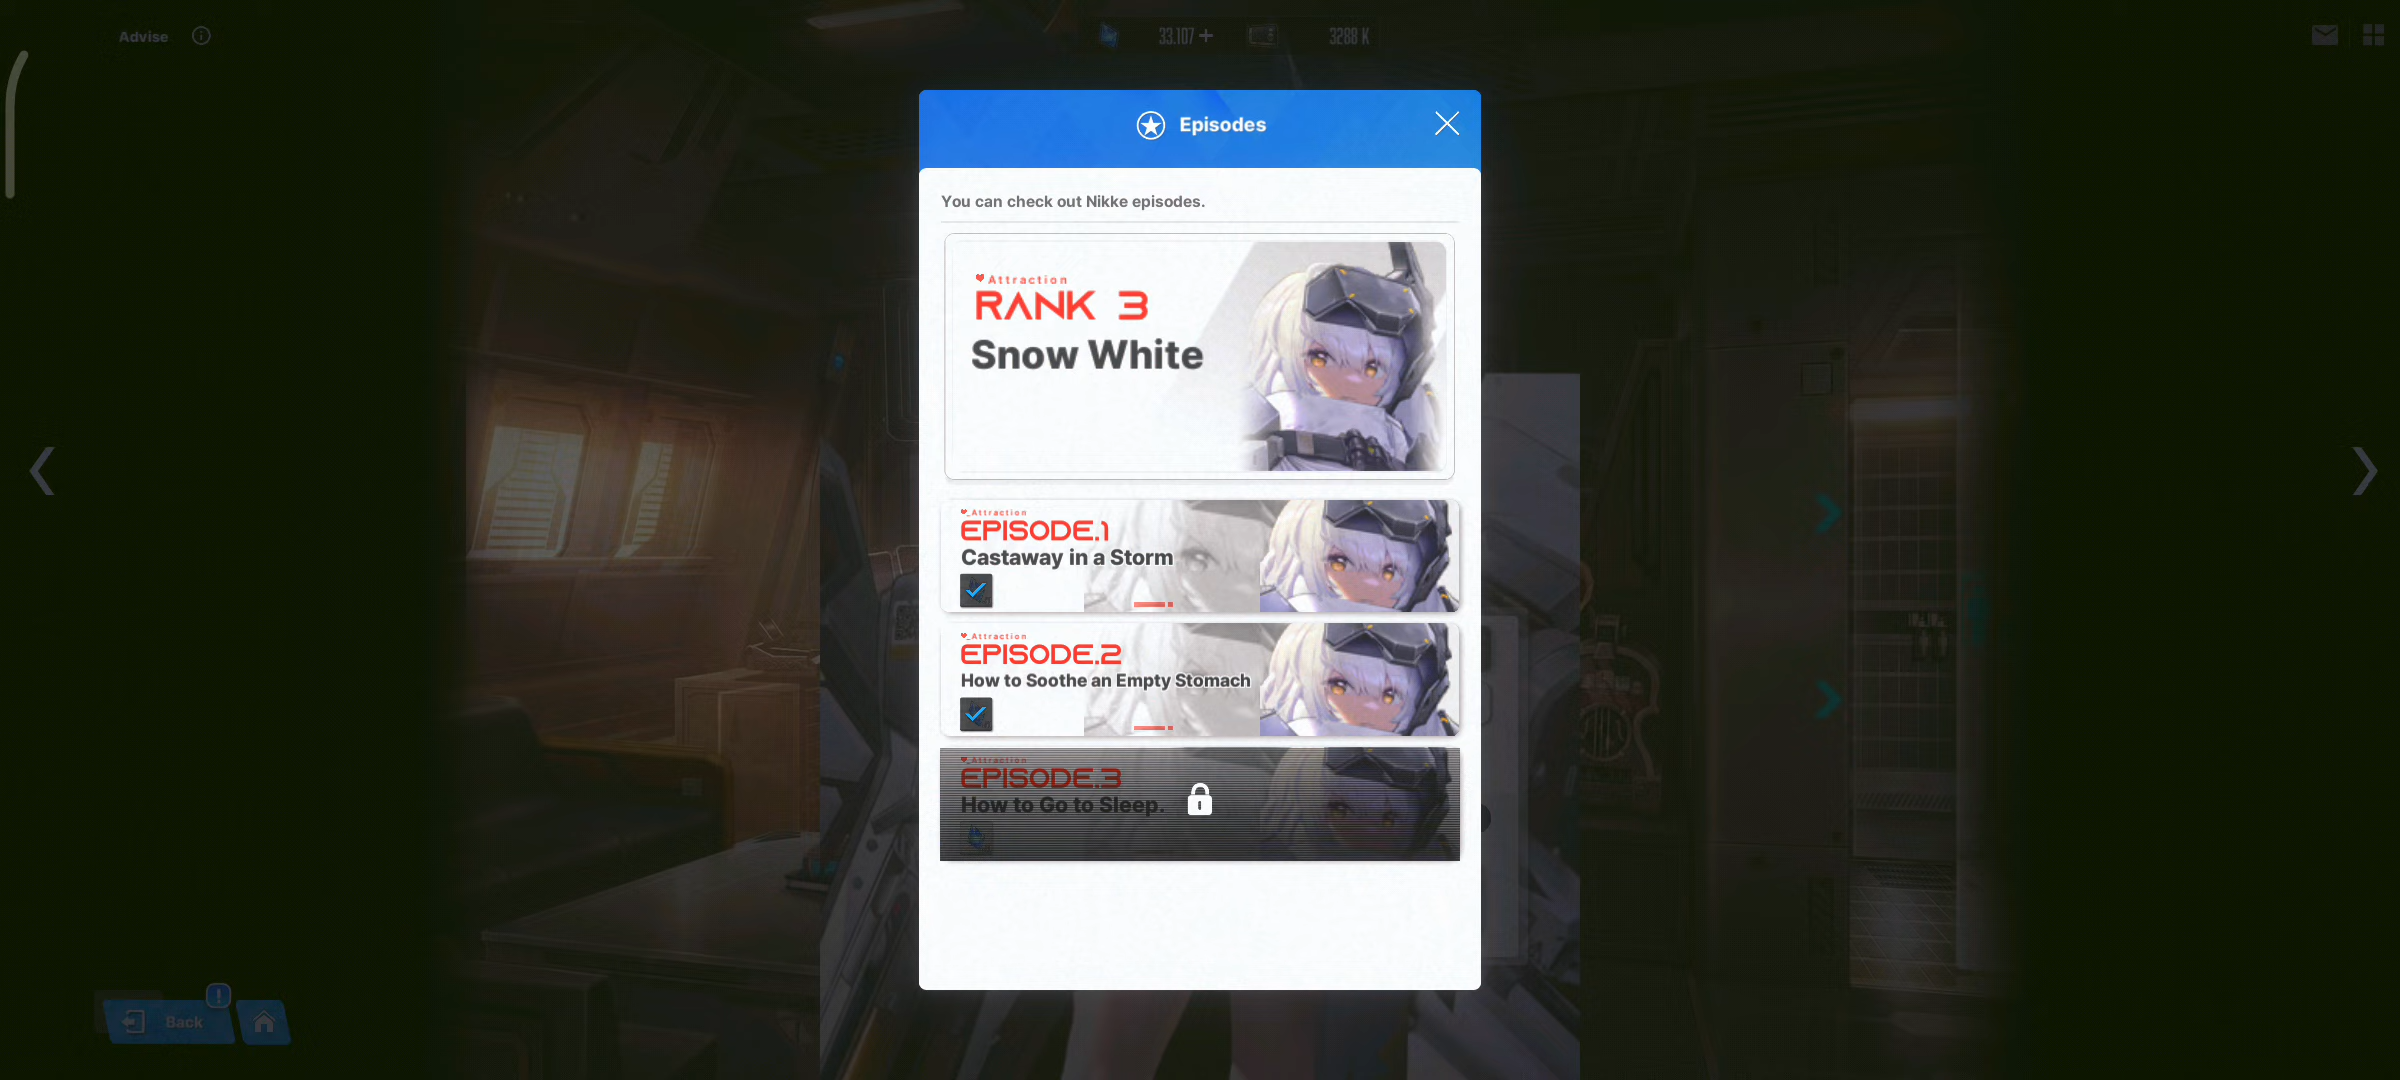 Advise
33.107 +
3288 K
Episodes
You can check out Nikke episodes.
Attraction
RANK 3
Snow White
Attraction
EPISODE.1
Castaway in a Storm
Attraction
EPISODE.2
How to Soothe an Empty Stomach
Attraction
EPISODE.3
How to Go to Sleep.
Back